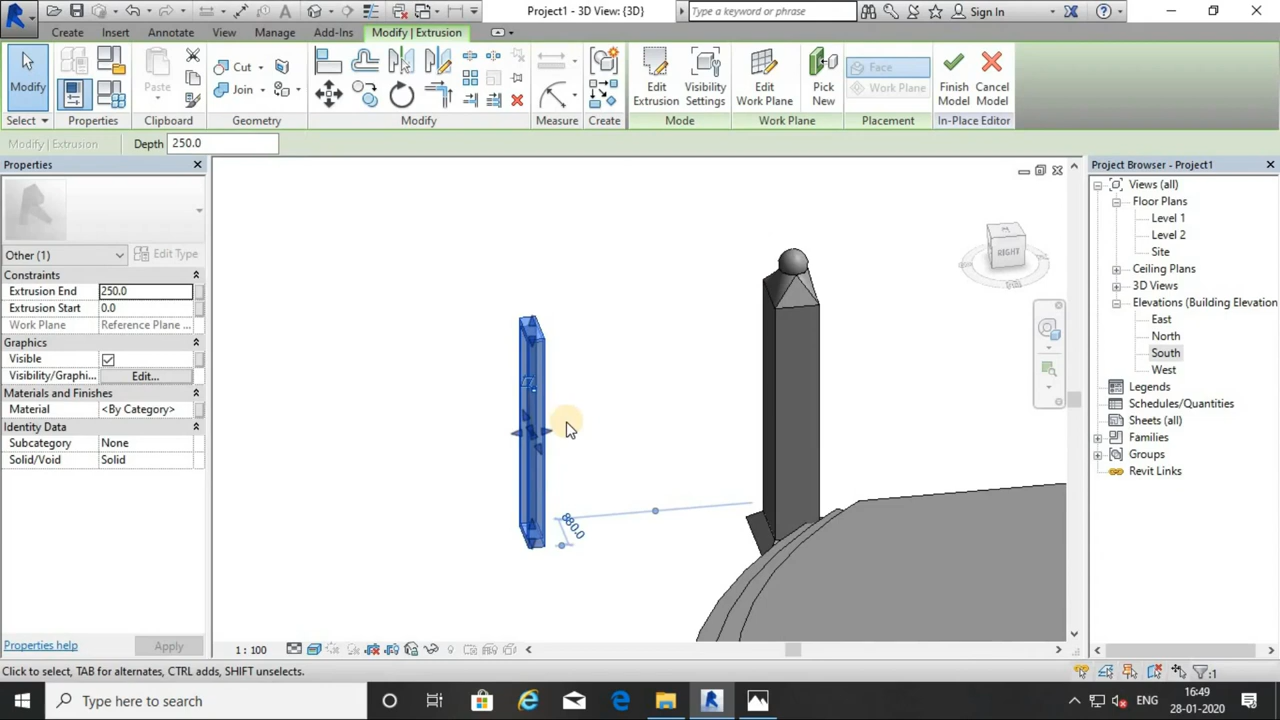 Project1 - 3D View: {3D}
Type a keyword or phrase
Sign In
Create
Insert
Annotate
View
Manage
Add-Ins
Modify | Extrusion
Modify
Select
Properties
Paste
Clipboard
Cut
Join
Geometry
Modify
Measure
Create
Edit
Extrusion
Visibility
Settings
Mode
Edit
Work Plane
Pick
New
Work Plane
Face
Work Plane
Placement
Finish
Model
Cancel
Model
In-Place Editor
Modify | Extrusion
Depth
250.0
Properties
Other (1)
Edit Type
Constraints
Extrusion End
250.0
Extrusion Start
0.0
Work Plane
Reference Plane ...
Graphics
Visible
Visibility/Graphi...
Edit...
Materials and Finishes
Material
<By Category>
Identity Data
Subcategory
None
Solid/Void
Solid
Properties help
Apply
RIGHT
880.0
1 : 100
Project Browser - Project1
Views (all)
Floor Plans
Level 1
Level 2
Site
Ceiling Plans
3D Views
Elevations (Building Elevation
East
North
South
West
Legends
Schedules/Quantities
Sheets (all)
Families
Groups
Revit Links
Click to select, TAB for alternates, CTRL adds, SHIFT unselects.
:1
Type here to search
ENG
16:49
28-01-2020